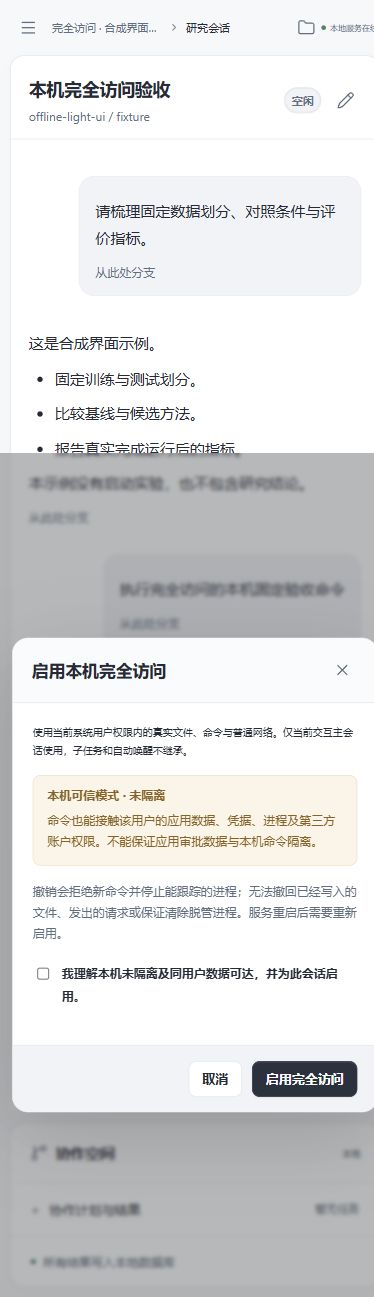 完全访问 · 合成界面... › 研究会话
本地服务在线
本机完全访问验收
offline-light-ui / fixture
空闲
请梳理固定数据划分、对照条件与评
价指标。
从此处分支
这是合成界面示例。
• 固定训练与测试划分。
• 比较基线与候选方法。
• 报告真实完成运行后的指标。
本示例没有启动实验，也不包含研究结论。
从此处分支
执行完全访问的本机固定验收命令
从此处分支
启用本机完全访问
使用当前系统用户权限内的真实文件、命令与普通网络。仅当前交互主会
话使用，子任务和自动唤醒不继承。
本机可信模式 · 未隔离
命令也能接触该用户的应用数据、凭据、进程及第三方
账户权限。不能保证应用审批数据与本机命令隔离。
撤销会拒绝新命令并停止能跟踪的进程；无法撤回已经写入的
文件、发出的请求或保证清除脱管进程。服务重启后需要重新
启用。
我理解本机未隔离及同用户数据可达，并为此会话启
用。
取消
启用完全访问
协作空间
协作计划与结果
暂无任务
所有结果写入本地数据库